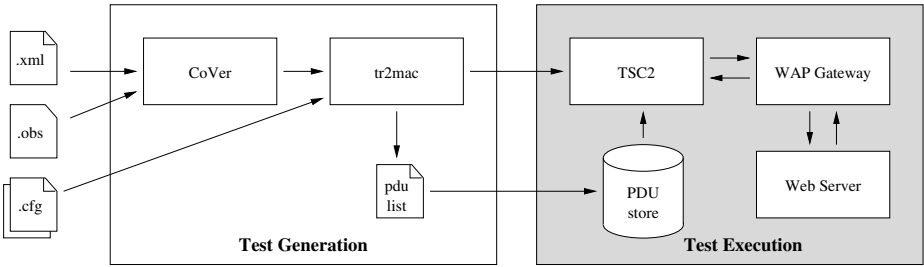 .xml
.obs
.cfg
CoVer
tr2mac
pdu
list
Test Generation
TSC2
WAP Gateway
PDU
store
Web Server
Test Execution